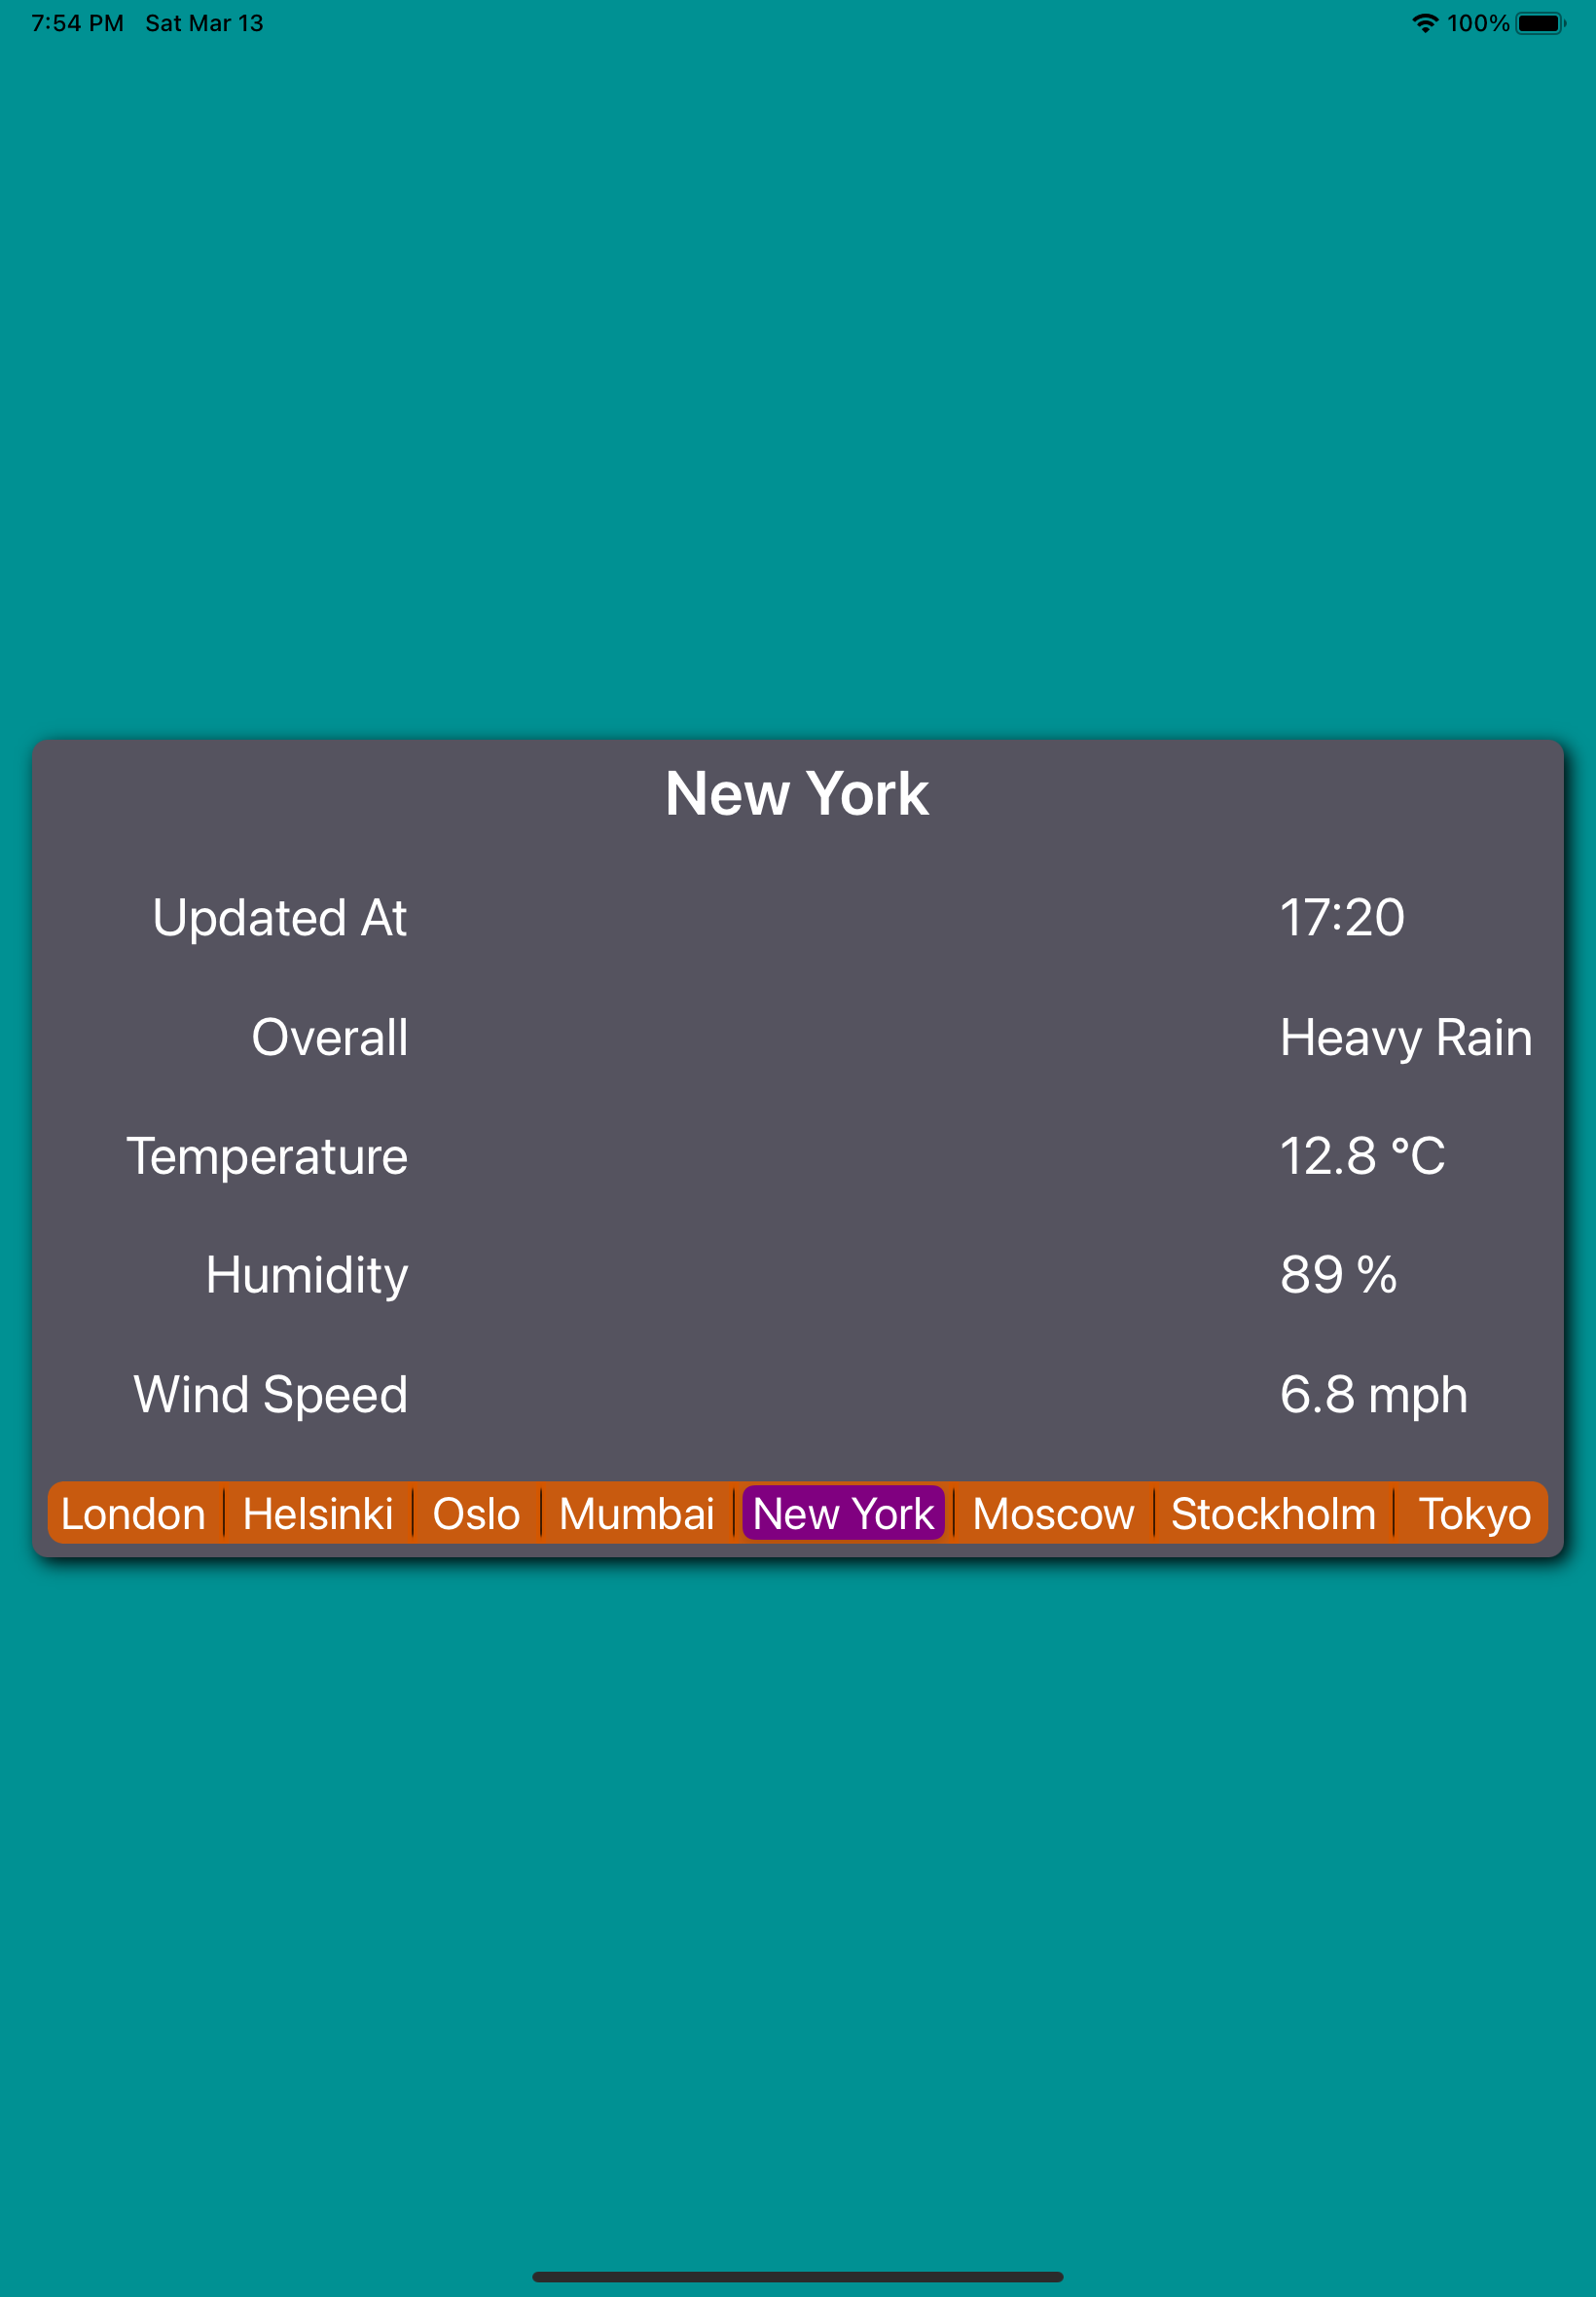 7:54 PM Sat Mar 13 100%
New York
Updated At 17:20
Overall Heavy Rain
Temperature 12.8 °C
Humidity 89 %
Wind Speed 6.8 mph
London Helsinki Oslo Mumbai New York Moscow Stockholm Tokyo